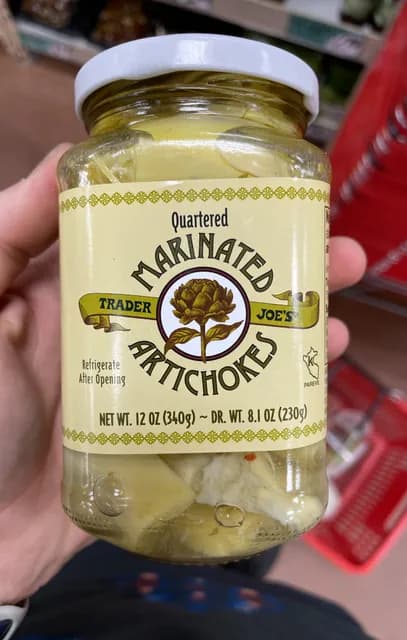 Quartered
MARINATED
TRADER JOE'S
ARTICHOKES
Refrigerate
After Opening
K
PAREVE
NET WT. 12 OZ (340g) ~ DR. WT. 8.1 OZ (230g)